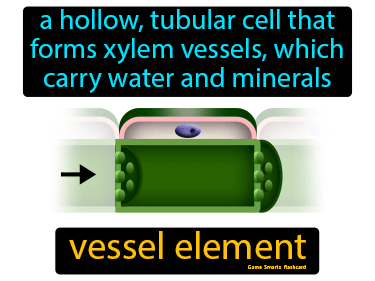 a hollow, tubular cell that
forms xylem vessels, which
carry water and minerals
vessel element
Game Smartz flashcard